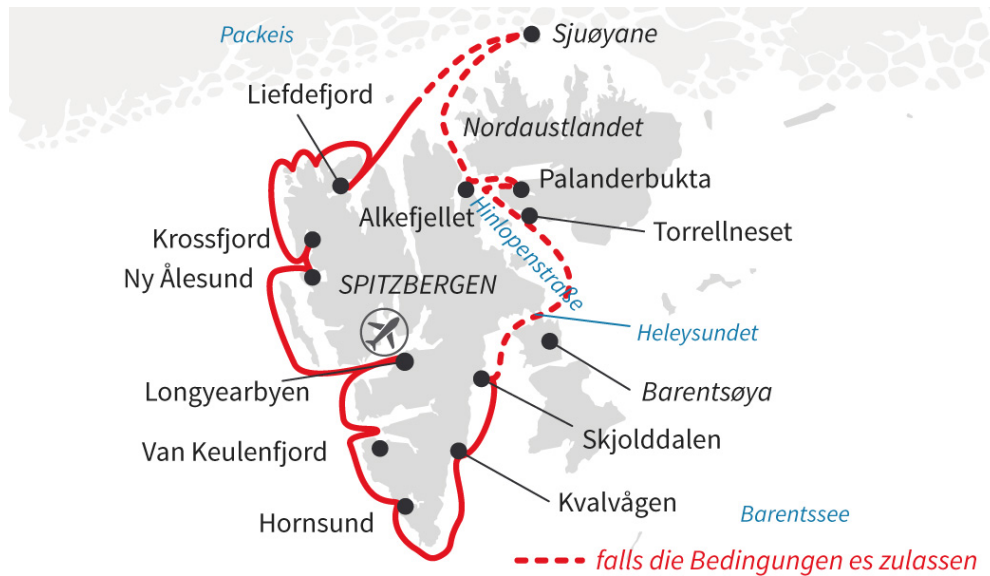 Packeis
Sjuøyane
Liefdefjord
Nordaustlandet
Palanderbukta
Alkefjellet
Hinlopenstraße
Torrellneset
Krossfjord
Ny Ålesund
SPITZBERGEN
Heleysundet
Longyearbyen
Barentsøya
Skjolddalen
Van Keulenfjord
Kvalvågen
Hornsund
Barentssee
falls die Bedingungen es zulassen